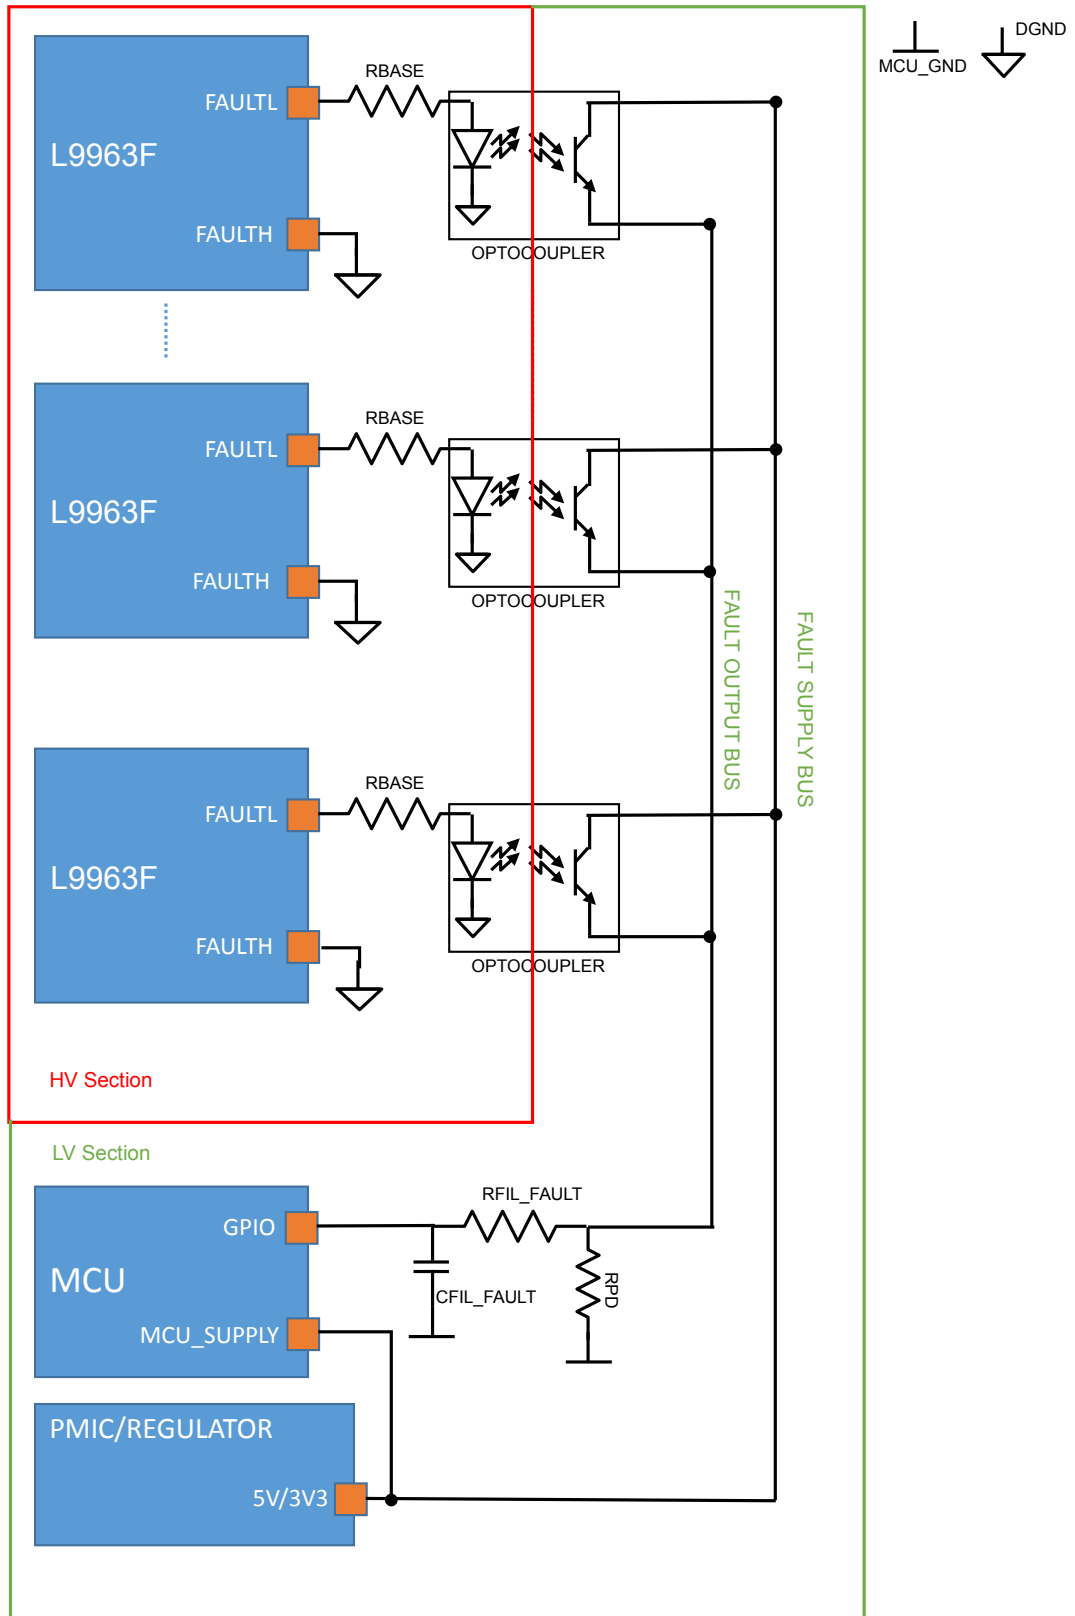 DGND
MCU_GND
RBASE
FAULTL
L9963F
FAULTH
OPTOCOUPLER
RBASE
FAULTL
L9963F
FAULTH
OPTOCOUPLER
FAULT OUTPUT BUS
FAULT SUPPLY BUS
RBASE
FAULTL
L9963F
FAULTH
OPTOCOUPLER
HV Section
LV Section
RFIL_FAULT
GPIO
MCU
RPD
CFIL_FAULT
MCU_SUPPLY
PMIC/REGULATOR
5V/3V3